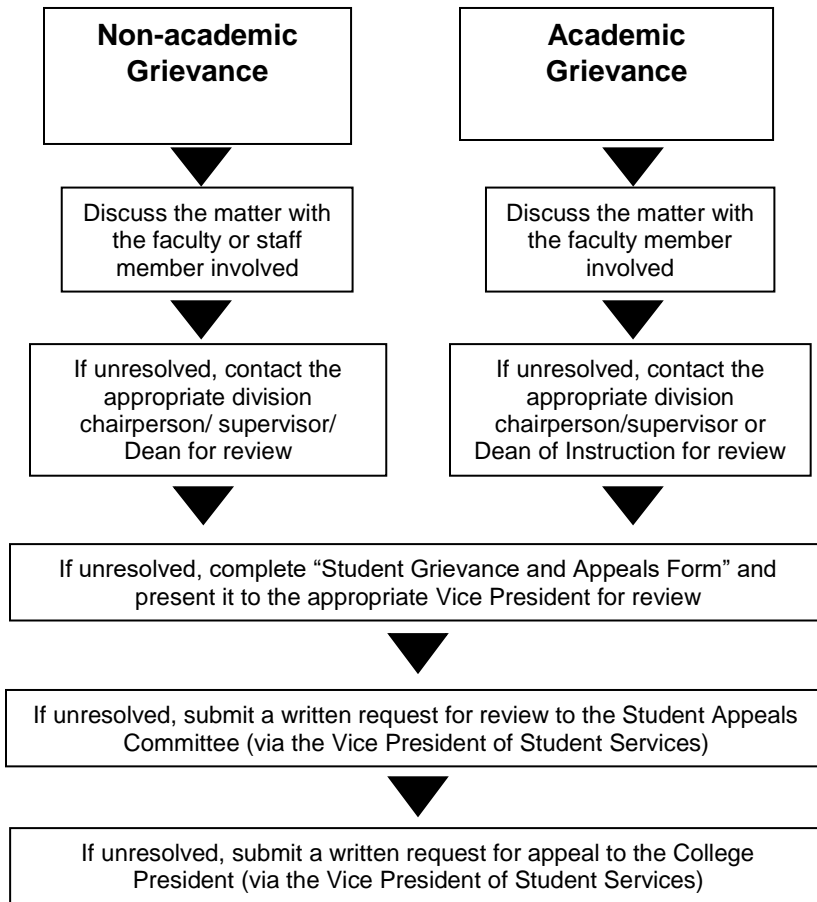 Non-academic
Grievance
Academic
Grievance
Discuss the matter with
the faculty or staff
member involved
Discuss the matter with
the faculty member
involved
If unresolved, contact the
appropriate division
chairperson/ supervisor/
Dean for review
If unresolved, contact the
appropriate division
chairperson/supervisor or
Dean of Instruction for review
If unresolved, complete “Student Grievance and Appeals Form” and
present it to the appropriate Vice President for review
If unresolved, submit a written request for review to the Student Appeals
Committee (via the Vice President of Student Services)
If unresolved, submit a written request for appeal to the College
President (via the Vice President of Student Services)